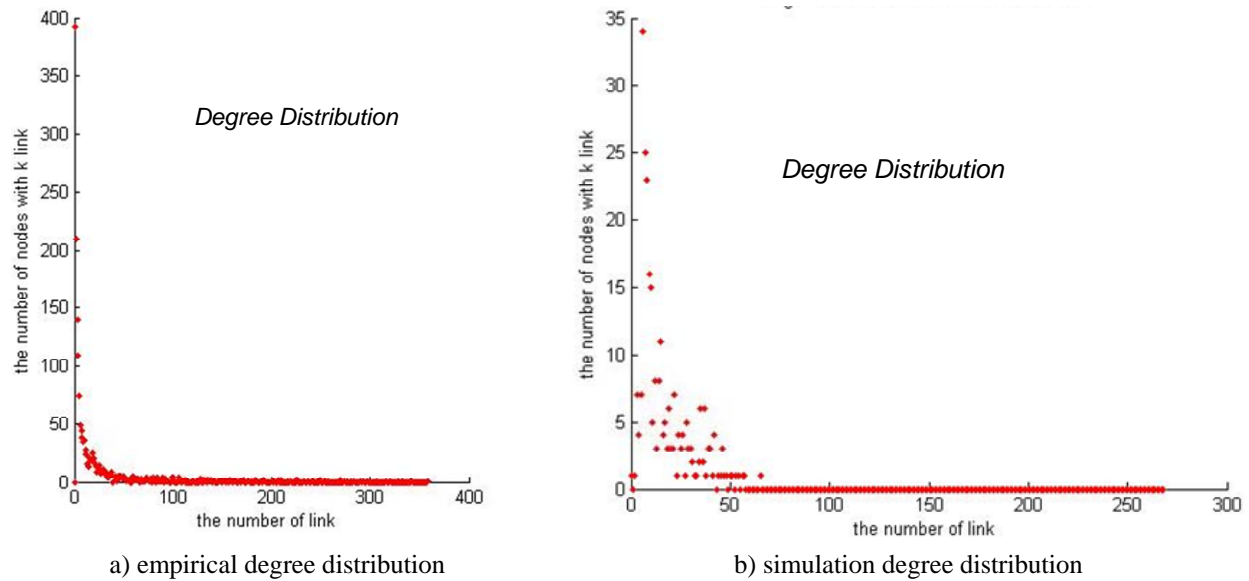 400
350
300
250
200
150
100
50
0
the number of nodes with k link
Degree Distribution
0 100 200 300 400
the number of link
a) empirical degree distribution
35
30
25
20
15
10
5
0
the number of nodes with k link
Degree Distribution
0 50 100 150 200 250 300
the number of link
b) simulation degree distribution